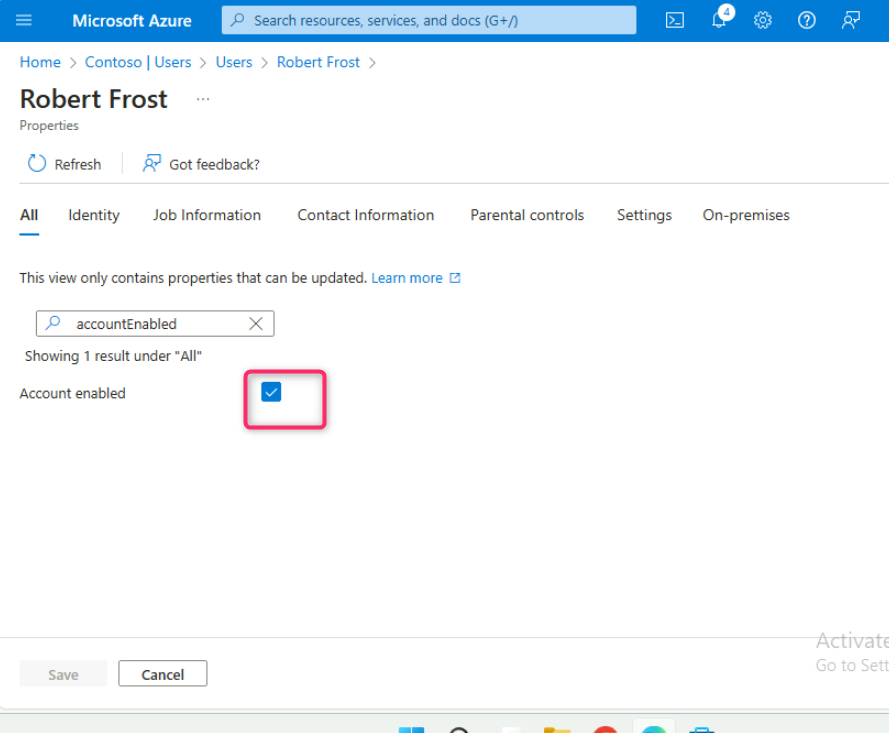 Microsoft Azure
Search resources, services, and docs (G+/)
4
Home > Contoso | Users > Users > Robert Frost >
Robert Frost ...
Properties
Refresh
Got feedback?
All Identity Job Information Contact Information Parental controls Settings On-premises
This view only contains properties that can be updated. Learn more
accountEnabled
Showing 1 result under "All"
Account enabled
Activate
Go to Sett
Save Cancel